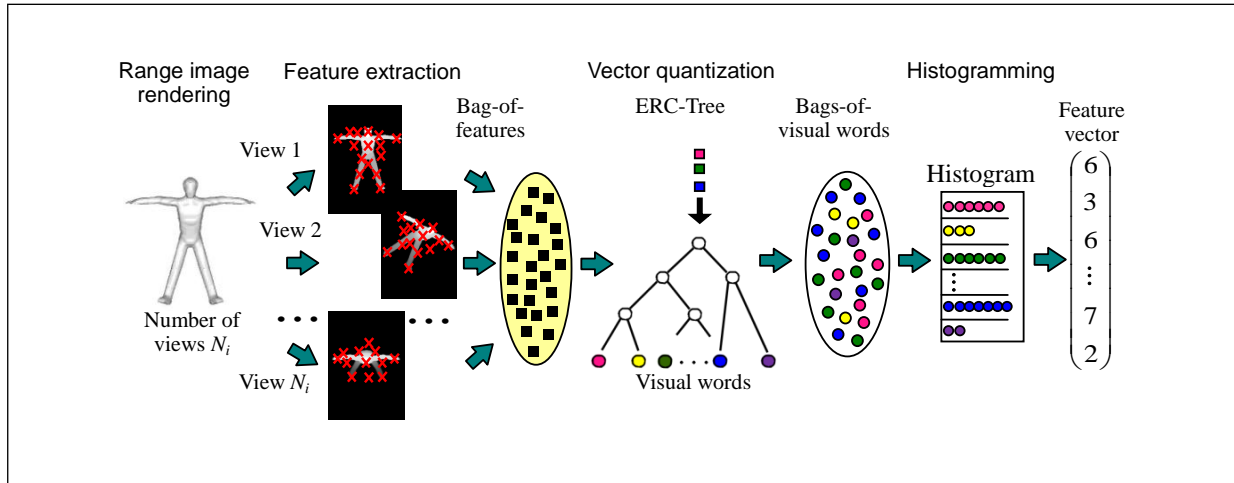 Range image
rendering
Feature extraction
Vector quantization
Histogramming
Bag-of-
features
ERC-Tree
Bags-of-
visual words
Feature
vector
View 1
View 2
Number of
views N_i
View N_i
Visual words
Histogram
6
3
6
⋮
7
2